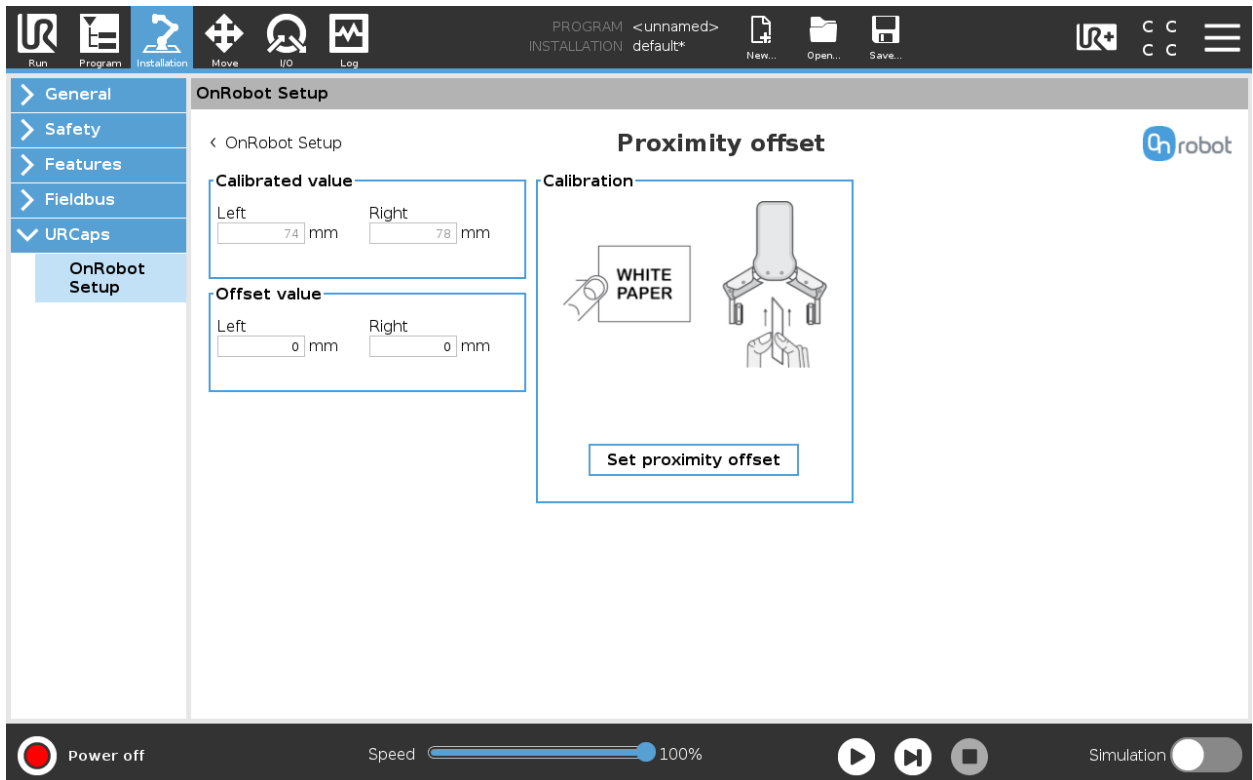 PROGRAM <unnamed>
INSTALLATION default*
Run
Program
Installation
Move
I/O
Log
New...
Open...
Save...
UR+
C C
C C
General
Safety
Features
Fieldbus
URCaps
OnRobot
Setup
OnRobot Setup
< OnRobot Setup
Proximity offset
On robot
Calibrated value
Left
Right
74 mm
78 mm
Offset value
Left
Right
0 mm
0 mm
Calibration
WHITE
PAPER
Set proximity offset
Power off
Speed
100%
Simulation